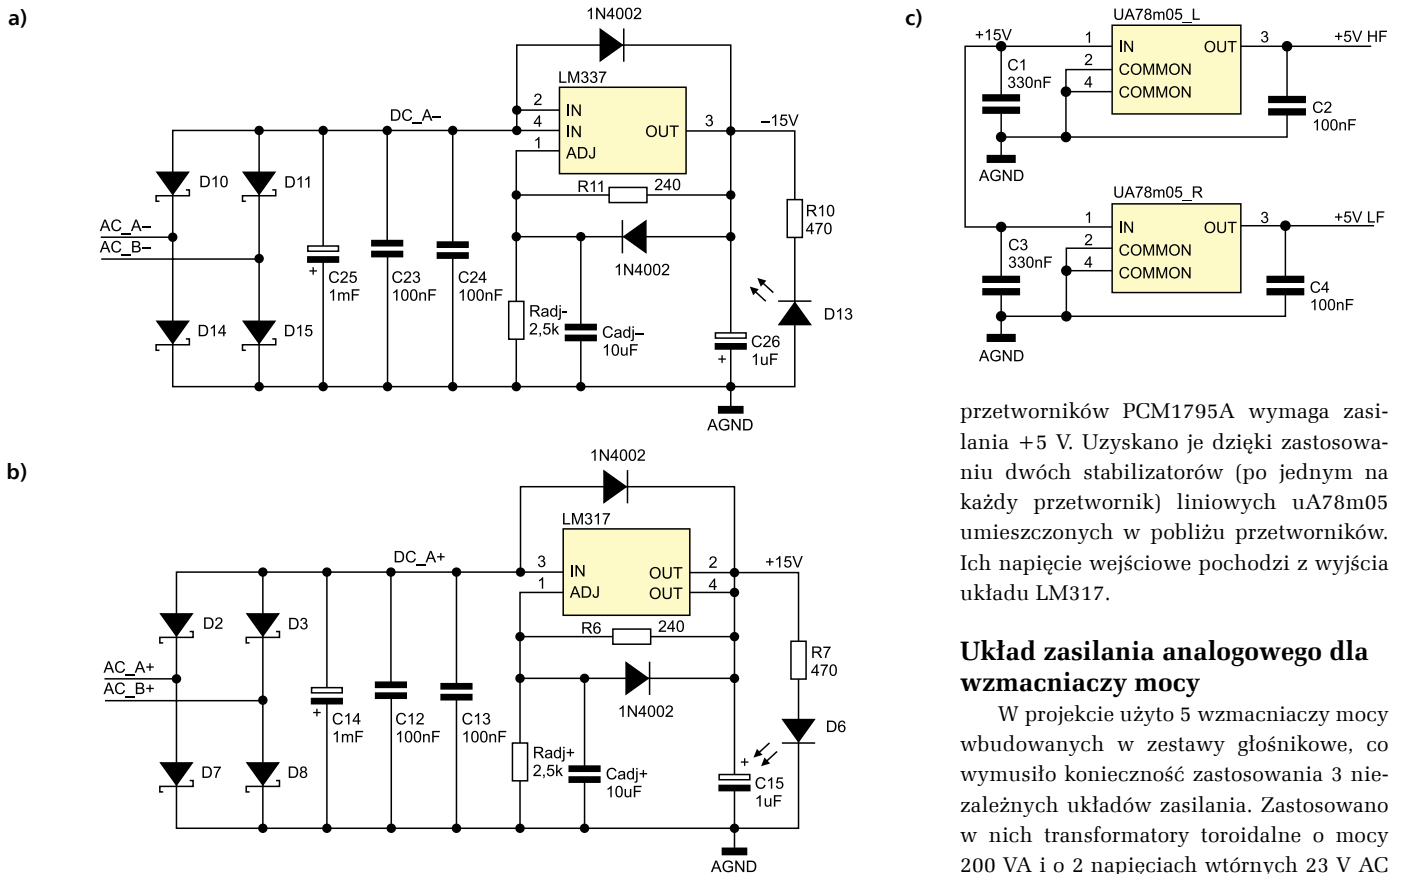 a)
1N4002
LM337
DC_A–
2
IN
4
IN
1
ADJ
OUT
3
–15V
D10
D11
R11
240
R10
470
AC_A–
AC_B–
1N4002
C25
1mF
C23
100nF
C24
100nF
D14
D15
Radj-
2,5k
Cadj–
10uF
C26
1uF
D13
+
+
AGND
b)
1N4002
LM317
DC_A+
3
IN
1
ADJ
OUT
2
OUT
4
+15V
D2
D3
R6
240
R7
470
AC_A+
AC_B+
1N4002
C14
1mF
C12
100nF
C13
100nF
D6
D7
D8
Radj+
2,5k
Cadj+
10uF
C15
1uF
+
+
AGND
c)
UA78m05_L
+15V
1
IN
OUT
3
+5V HF
2
COMMON
4
COMMON
C1
330nF
C2
100nF
AGND
UA78m05_R
1
IN
OUT
3
+5V LF
2
COMMON
4
COMMON
C3
330nF
C4
100nF
AGND
przetworników PCM1795A wymaga zasi-
lania +5 V. Uzyskano je dzięki zastosowa-
niu dwóch stabilizatorów (po jednym na
każdy przetwornik) liniowych uA78m05
umieszczonych w pobliżu przetworników.
Ich napięcie wejściowe pochodzi z wyjścia
układu LM317.
Układ zasilania analogowego dla
wzmacniaczy mocy
W projekcie użyto 5 wzmacniaczy mocy
wbudowanych w zestawy głośnikowe, co
wymusiło konieczność zastosowania 3 nie-
zależnych układów zasilania. Zastosowano
w nich transformatory toroidalne o mocy
200 VA i o 2 napięciach wtórnych 23 V AC